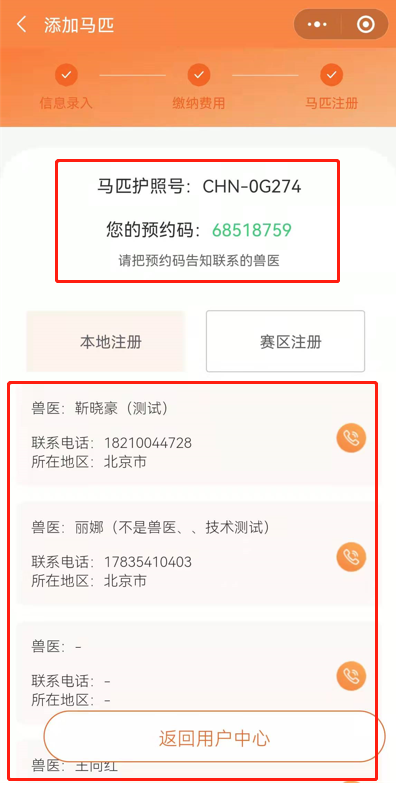 添加马匹
信息录入
缴纳费用
马匹注册
马匹护照号：CHN-0G274
您的预约码：68518759
请把预约码告知联系的兽医
本地注册
赛区注册
兽医：靳晓豪（测试）
联系电话：18210044728
所在地区：北京市
兽医：丽娜（不是兽医、、技术测试）
联系电话：17835410403
所在地区：北京市
兽医：-
联系电话：-
所在地区：-
返回用户中心
兽医：王向红